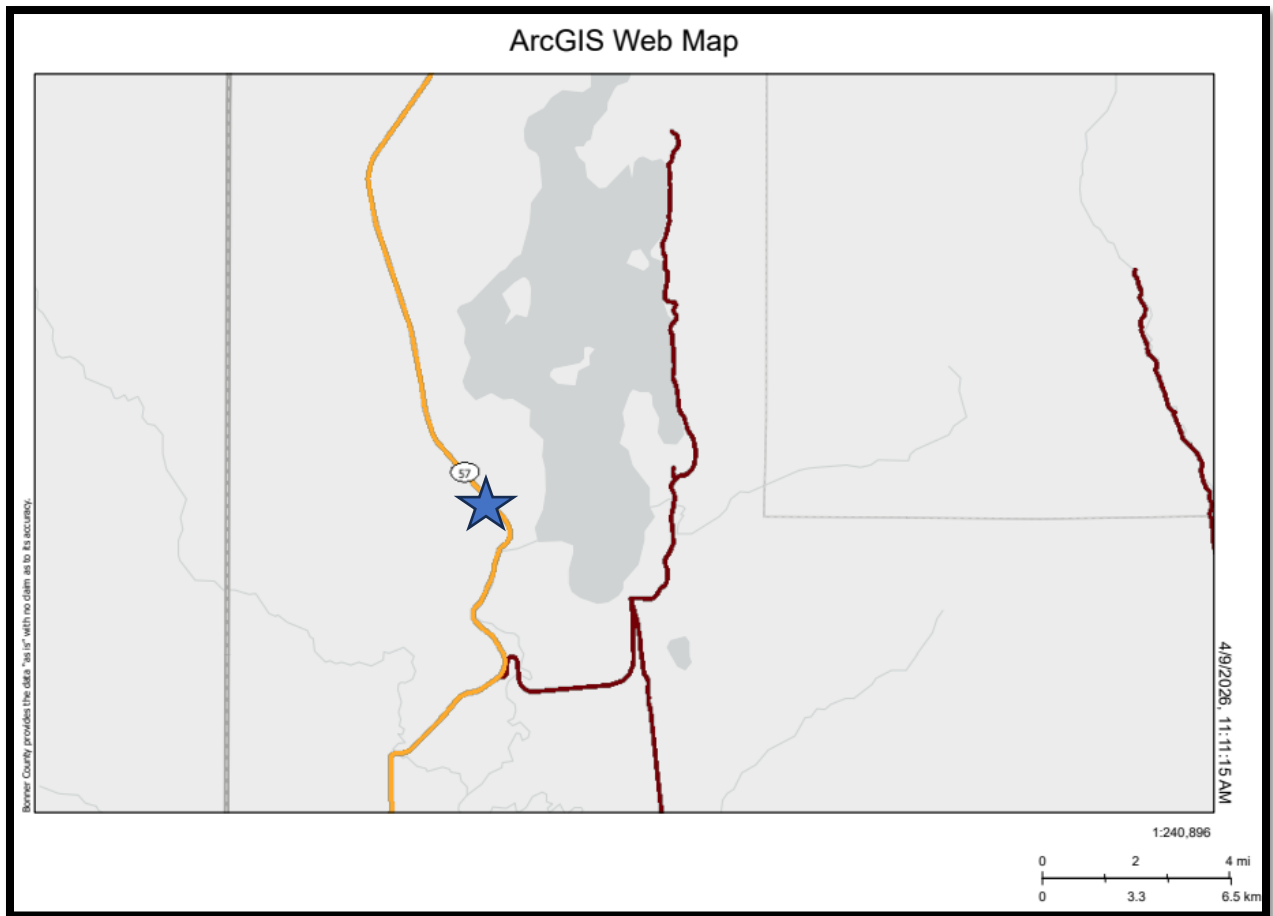 ArcGIS Web Map
57
Bonner County provides the data "as is" with no claim as to its accuracy.
4/9/2026, 11:11:15 AM
1:240,896
0 2 4 mi
0 3.3 6.5 km